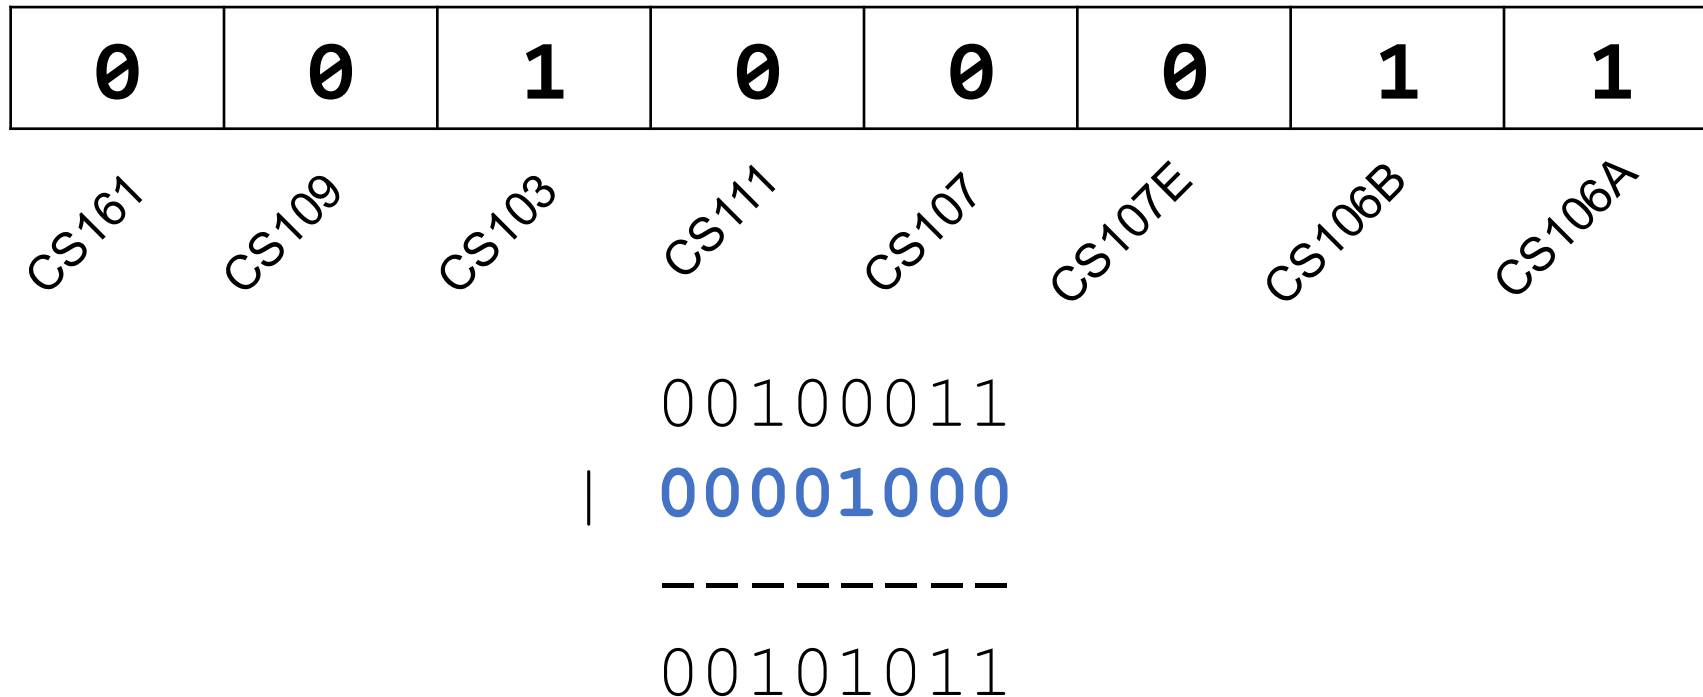 0 0 1 0 0 0 1 1
CS161 CS109 CS103 CS111 CS107 CS107E CS106B CS106A
00100011
| 00001000
--------
00101011